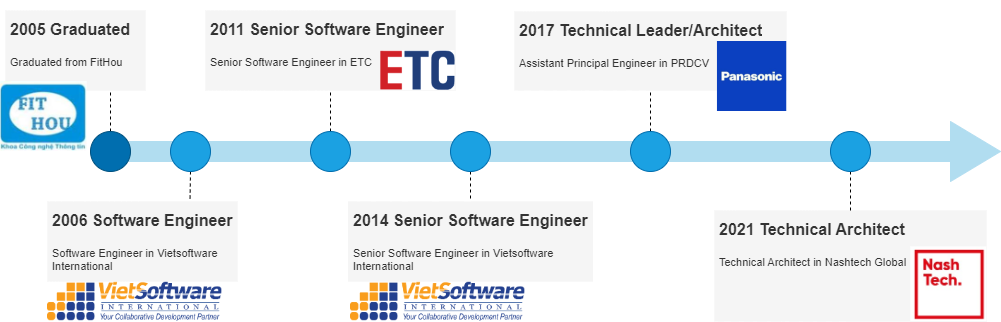 2005 Graduated
Graduated from FitHou
FIT
HOU
Khoa Công nghệ Thông tin
2011 Senior Software Engineer
Senior Software Engineer in ETC
ETC
2017 Technical Leader/Architect
Assistant Principal Engineer in PRDCV
Panasonic
2006 Software Engineer
Software Engineer in Vietsoftware
International
VietSoftware
INTERNATIONAL
Your Collaborative Development Partner
2014 Senior Software Engineer
Senior Software Engineer in Vietsoftware
International
VietSoftware
INTERNATIONAL
Your Collaborative Development Partner
2021 Technical Architect
Technical Architect in Nashtech Global
Nash
Tech.